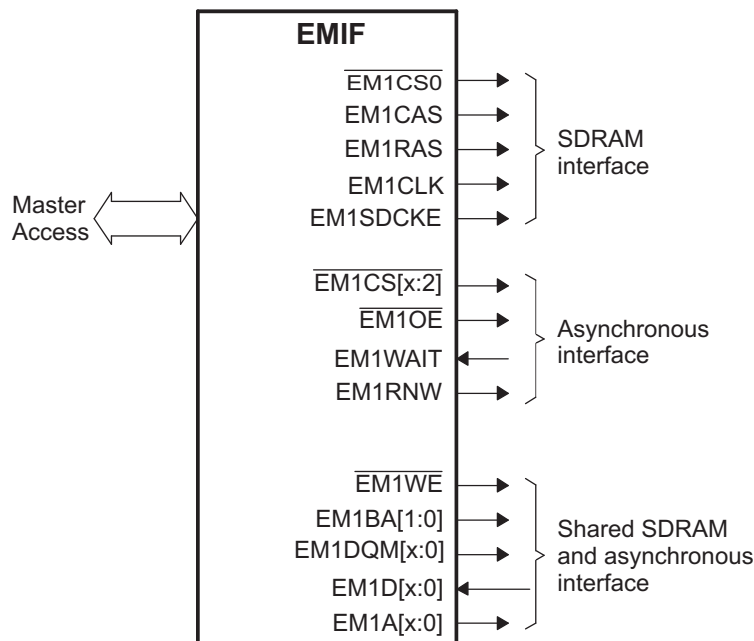 EMIF
EM1CS0
EM1CAS
EM1RAS
EM1CLK
EM1SDCKE
SDRAM
interface
Master
Access
EM1CS[x:2]
EM1OE
EM1WAIT
EM1RNW
Asynchronous
interface
EM1WE
EM1BA[1:0]
EM1DQM[x:0]
EM1D[x:0]
EM1A[x:0]
Shared SDRAM
and asynchronous
interface